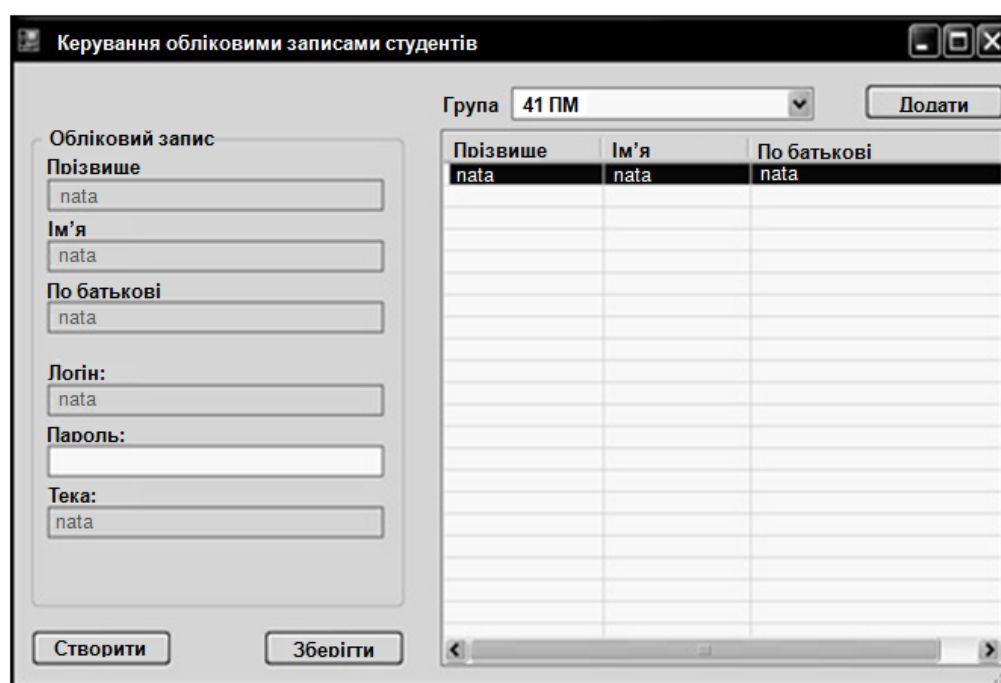 Керування обліковими записами студентів
Група 41 ПМ Додати
Обліковий запис
Прізвище
nata
Ім’я
nata
По батькові
nata
Логін:
nata
Пароль:
Тека:
nata
Створити Зберігти
Прізвище Ім’я По батькові
nata nata nata